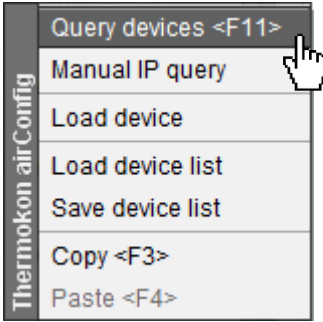 Query devices <F11>
Manual IP query
Load device
Load device list
Save device list
Copy <F3>
Paste <F4>
Thermokon airConfig